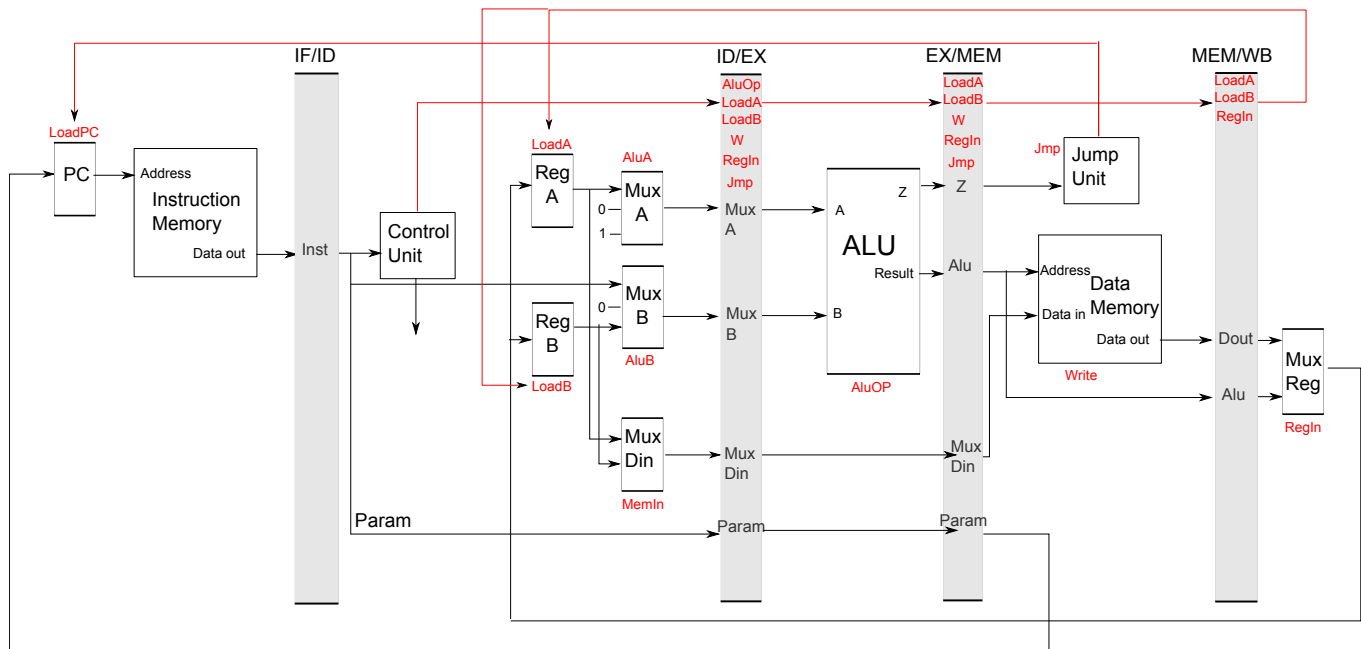 IF/ID
ID/EX
EX/MEM
MEM/WB
LoadPC
PC
Address
Instruction
Memory
Data out
Inst
Control
Unit
Param
LoadA
Reg
A
Reg
B
LoadB
AluA
Mux
A
0
1
Mux
B
0
AluB
Mux
Din
MemIn
AluOp
LoadA
LoadB
W
RegIn
Jmp
Mux
A
Mux
B
Mux
Din
Param
A
B
Z
ALU
Result
AluOP
LoadA
LoadB
W
RegIn
Jmp
Z
Alu
Mux
Din
Param
Jmp
Jump
Unit
Address
Data
Memory
Data in
Data out
Write
LoadA
LoadB
RegIn
Dout
Alu
Mux
Reg
RegIn